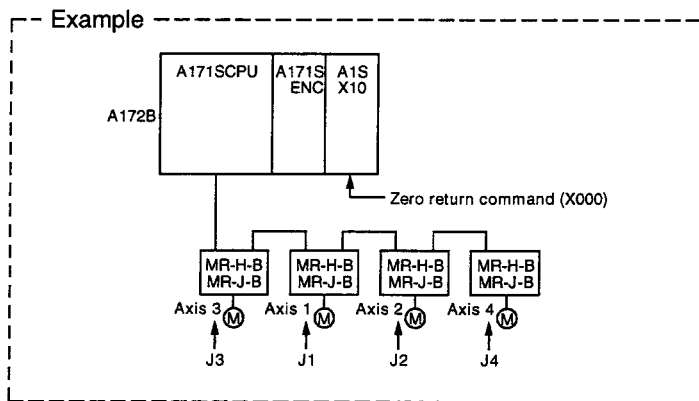 Example
A171SCPU
A171S
ENC
A1S
X10
A172B
Zero return command (X000)
MR-H-B
MR-J-B
MR-H-B
MR-J-B
MR-H-B
MR-J-B
MR-H-B
MR-J-B
Axis 3 M
Axis 1 M
Axis 2 M
Axis 4 M
J3
J1
J2
J4